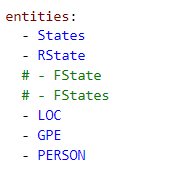 entities:
  - States
  - RState
  # - FState
  # - FStates
  - LOC
  - GPE
  - PERSON